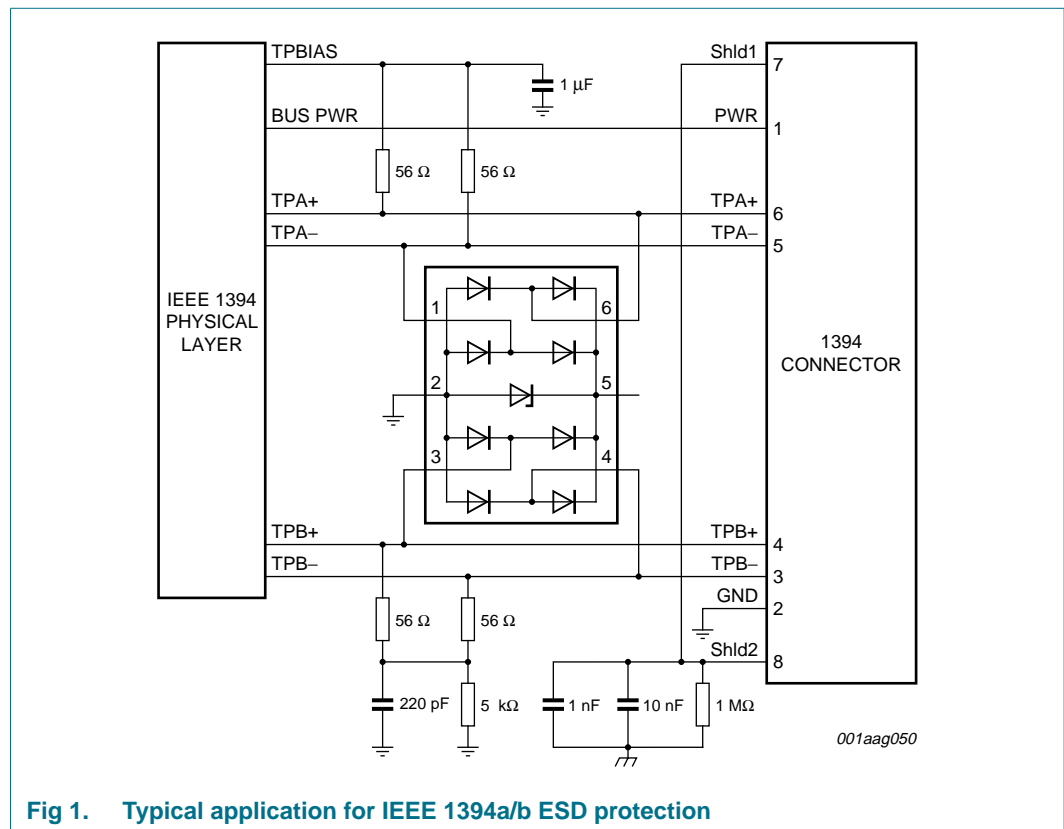 TPBIAS
Shld1
7
1 μF
BUS PWR
PWR
1
56 Ω
56 Ω
TPA+
TPA+
6
TPA−
TPA−
5
IEEE 1394
PHYSICAL
LAYER
1
6
1394
CONNECTOR
2
5
3
4
TPB+
TPB+
4
TPB−
TPB−
3
GND
2
56 Ω
56 Ω
Shld2
8
220 pF
5 kΩ
1 nF
10 nF
1 MΩ
001aag050
Fig 1. Typical application for IEEE 1394a/b ESD protection